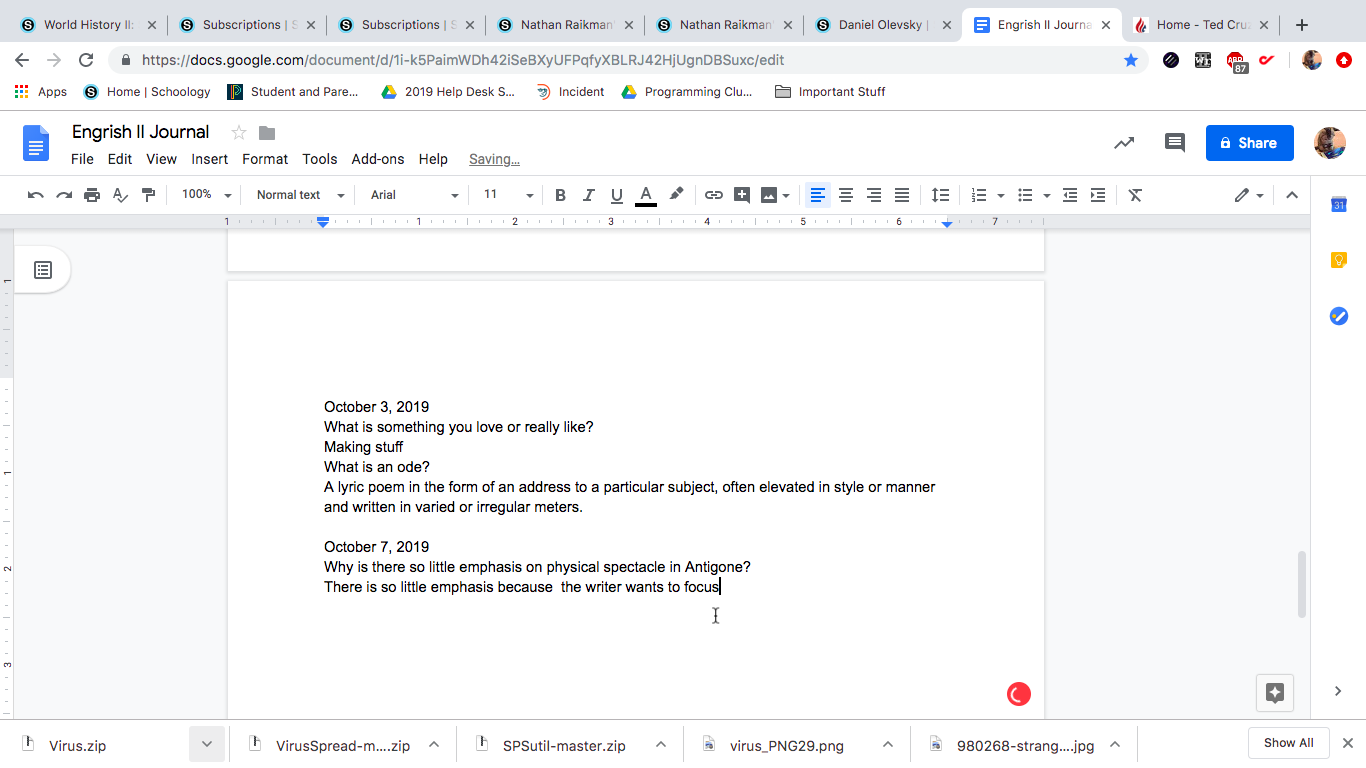 World History II:
Subscriptions | S
Subscriptions | S
Nathan Raikman'
Nathan Raikman'
Daniel Olevsky |
Engrish II Journa
Home - Ted Cru
https://docs.google.com/document/d/1i-k5PaimWDh42iSeBXyUFPqfyXBLRJ42HjUgnDBSuxc/edit
87
Apps
Home | Schoology
Student and Pare...
2019 Help Desk S...
Incident
Programming Clu...
Important Stuff
Engrish II Journal
File Edit View Insert Format Tools Add-ons Help Saving...
Share
100% Normal text Arial 11 B I U A
1 1 2 3 4 5 6 7
31
1
1
2
3
October 3, 2019
What is something you love or really like?
Making stuff
What is an ode?
A lyric poem in the form of an address to a particular subject, often elevated in style or manner
and written in varied or irregular meters.
October 7, 2019
Why is there so little emphasis on physical spectacle in Antigone?
There is so little emphasis because  the writer wants to focus
Virus.zip
VirusSpread-m....zip
SPSutil-master.zip
virus_PNG29.png
980268-strang....jpg
Show All